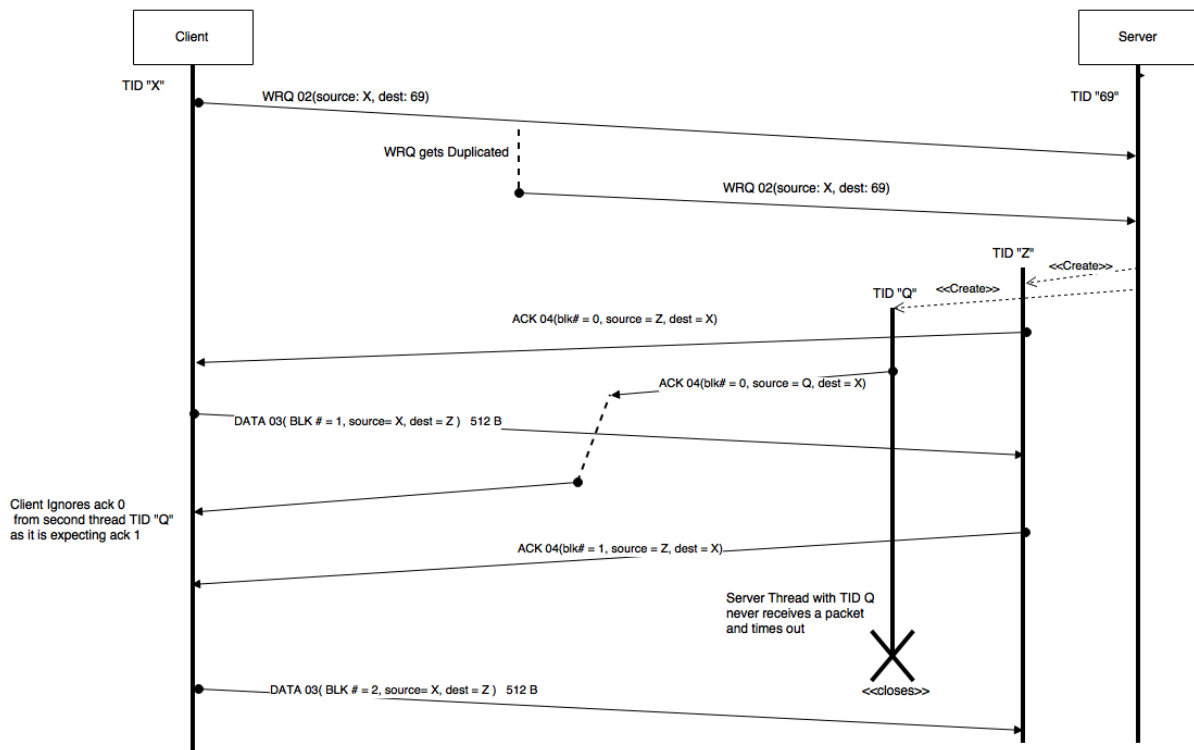 Client
Server
TID "X"
TID "69"
WRQ 02(source: X, dest: 69)
WRQ gets Duplicated
WRQ 02(source: X, dest: 69)
TID "Z"
<<Create>>
<<Create>>
TID "Q"
ACK 04(blk# = 0, source = Z, dest = X)
ACK 04(blk# = 0, source = Q, dest = X)
DATA 03( BLK # = 1, source= X, dest = Z )   512 B
Client Ignores ack 0
from second thread TID "Q"
as it is expecting ack 1
ACK 04(blk# = 1, source = Z, dest = X)
Server Thread with TID Q
never receives a packet
and times out
<<closes>>
DATA 03( BLK # = 2, source= X, dest = Z )   512 B